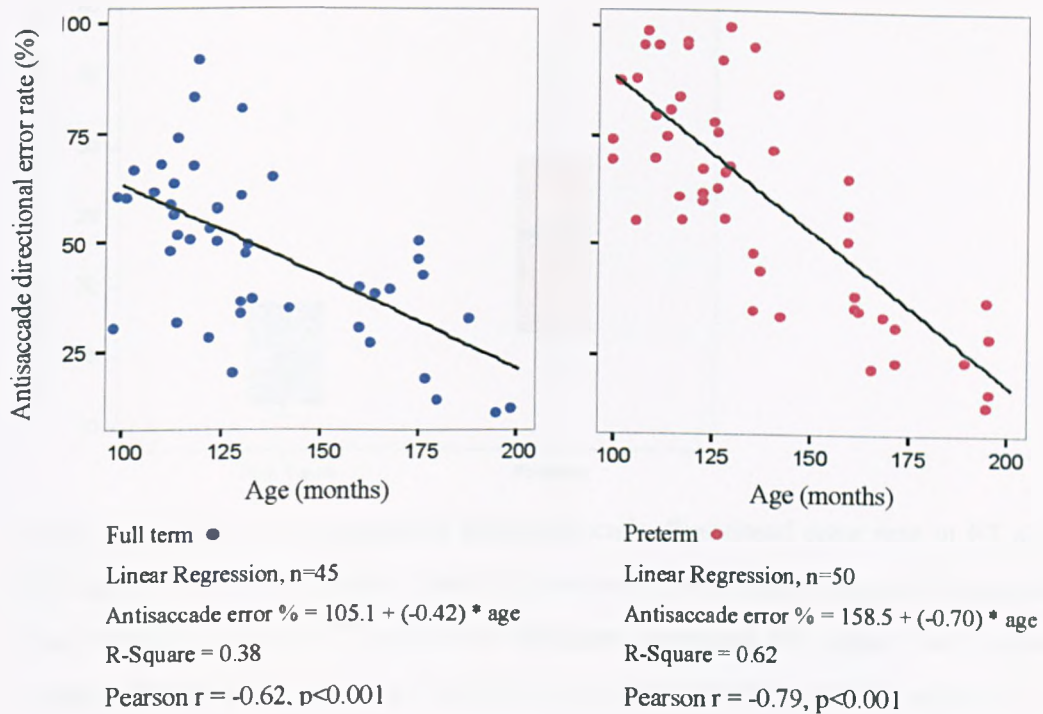 Antisaccade directional error rate (%)
100
75
50
25
100 125 150 175 200
Age (months)
100 125 150 175 200
Age (months)
Full term
Linear Regression, n=45
Antisaccade error % = 105.1 + (-0.42) * age
R-Square = 0.38
Pearson r = -0.62, p<0.001
Preterm
Linear Regression, n=50
Antisaccade error % = 158.5 + (-0.70) * age
R-Square = 0.62
Pearson r = -0.79, p<0.001